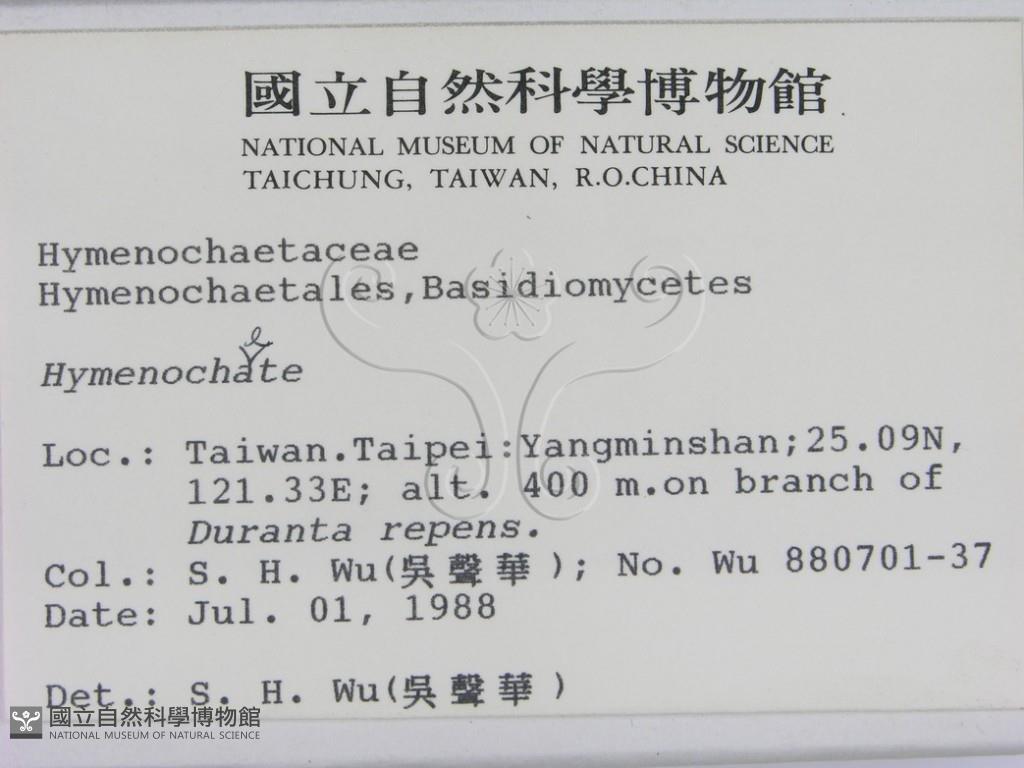 國立自然科學博物館
NATIONAL MUSEUM OF NATURAL SCIENCE
TAICHUNG, TAIWAN, R.O.CHINA
Hymenochaetaceae
Hymenochaetales,Basidiomycetes
e
Hymenochate
Loc.: Taiwan.Taipei:Yangminshan;25.09N,
121.33E; alt. 400 m.on branch of
Duranta repens.
Col.: S. H. Wu(吳聲華); No. Wu 880701-37
Date: Jul. 01, 1988
Det.: S. H. Wu(吳聲華)
國立自然科學博物館
NATIONAL MUSEUM OF NATURAL SCIENCE